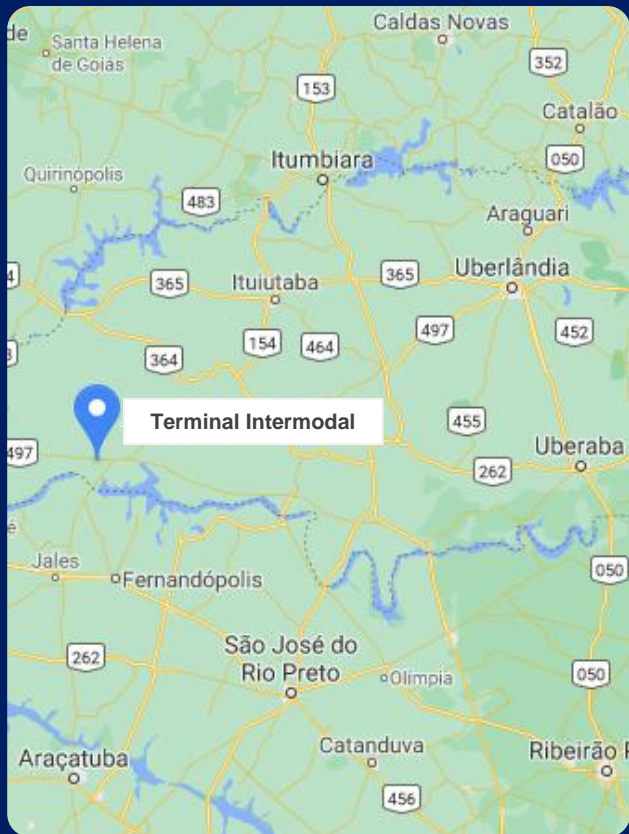 de
Caldas Novas
Santa Helena
de Goiás
352
153
Catalão
Itumbiara
050
Quirinópolis
483
Araguari
365
365
Uberlândia
Ituiutaba
497
452
154
464
364
Terminal Intermodal
455
497
Uberaba
262
Jales
Fernandópolis
050
262
São José do
Rio Preto
Olímpia
050
Catanduva
Ribeirão P
Araçatuba
456